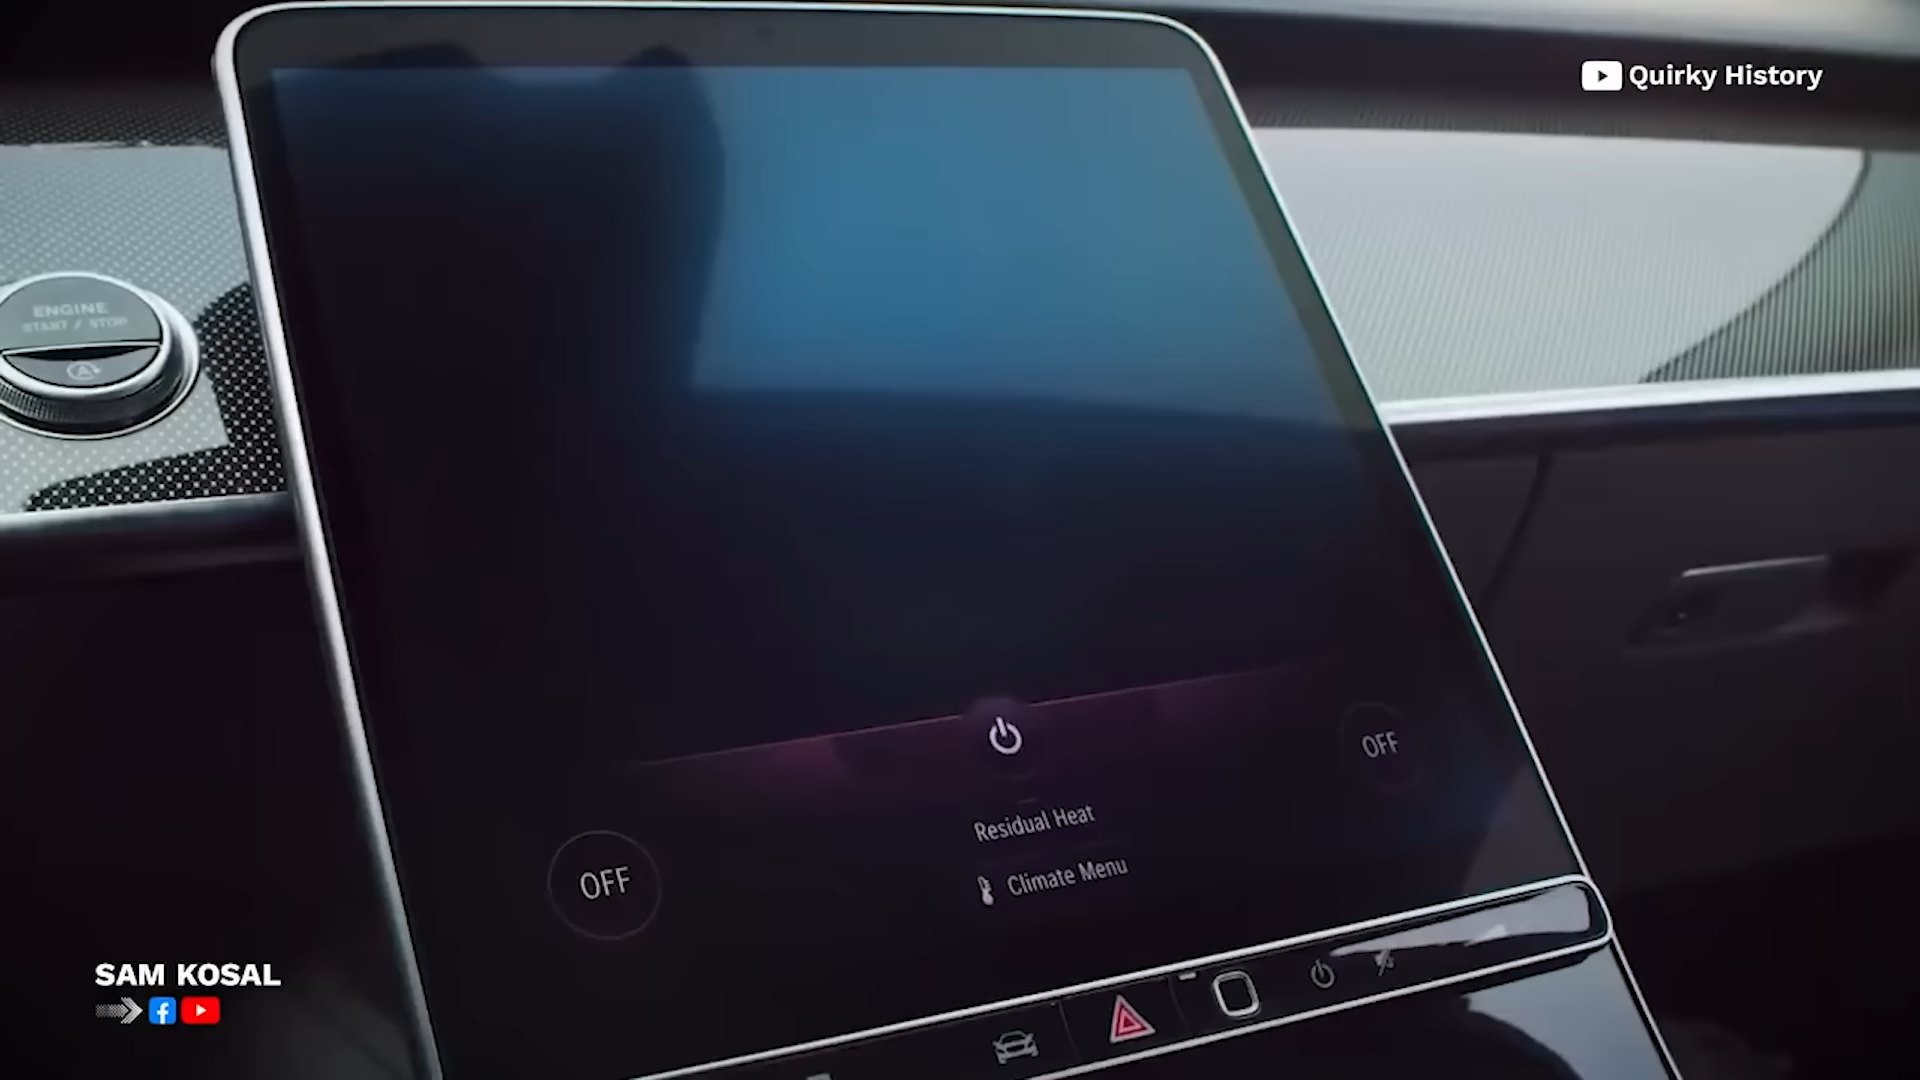 Quirky History
ENGINE
START / STOP
A
OFF
Residual Heat
OFF
Climate Menu
SAM KOSAL